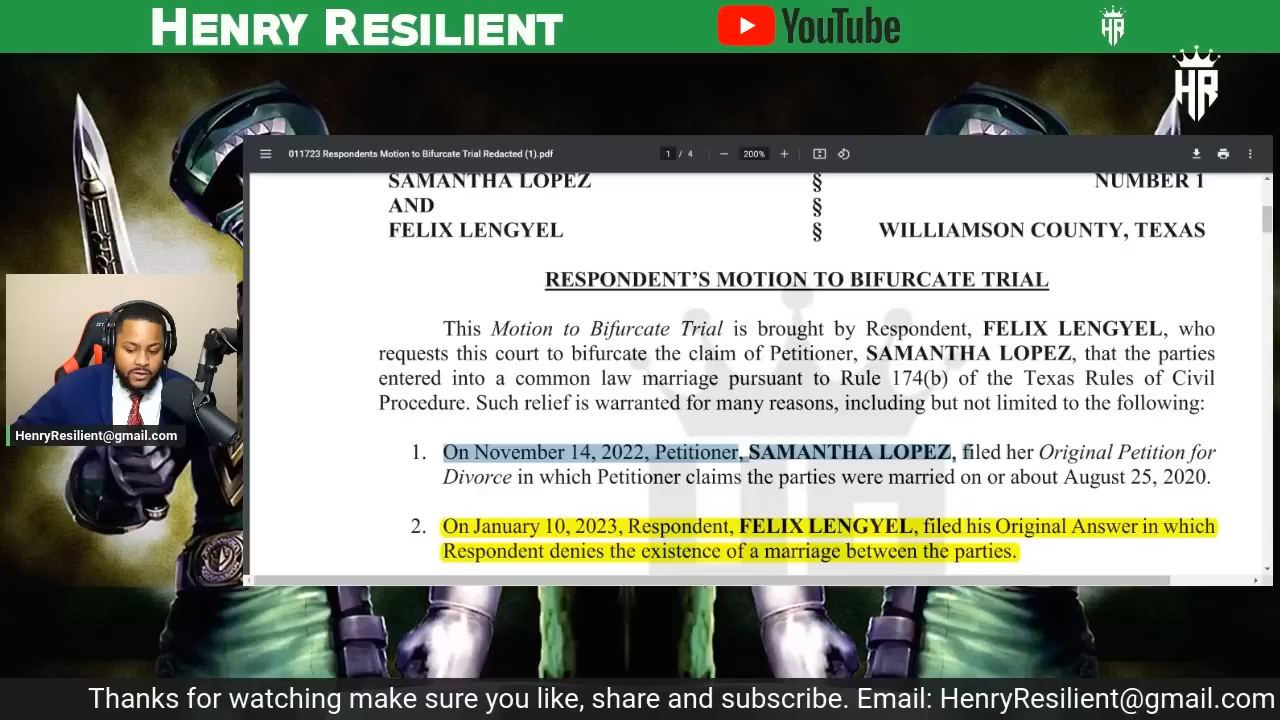 HENRY RESILIENT
YouTube
HR
HR
011723 Respondents Motion to Bifurcate Trial Redacted (1).pdf
1 / 4
200%
SAMANTHA LOPEZ § NUMBER 1
AND §
FELIX LENGYEL § WILLIAMSON COUNTY, TEXAS
RESPONDENT'S MOTION TO BIFURCATE TRIAL
This Motion to Bifurcate Trial is brought by Respondent, FELIX LENGYEL, who
requests this court to bifurcate the claim of Petitioner, SAMANTHA LOPEZ, that the parties
entered into a common law marriage pursuant to Rule 174(b) of the Texas Rules of Civil
Procedure. Such relief is warranted for many reasons, including but not limited to the following:
1. On November 14, 2022, Petitioner, SAMANTHA LOPEZ, filed her Original Petition for
Divorce in which Petitioner claims the parties were married on or about August 25, 2020.
2. On January 10, 2023, Respondent, FELIX LENGYEL, filed his Original Answer in which
Respondent denies the existence of a marriage between the parties.
HenryResilient@gmail.com
Thanks for watching make sure you like, share and subscribe. Email: HenryResilient@gmail.com